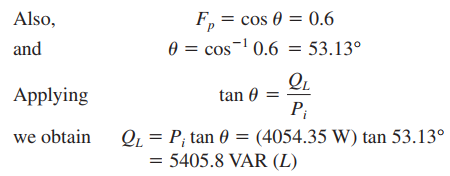 Also, Fₚ = cos θ = 0.6
and θ = cos⁻¹ 0.6 = 53.13°
Applying tan θ = Q_L / P_i
we obtain Q_L = P_i tan θ = (4054.35 W) tan 53.13°
= 5405.8 VAR (L)